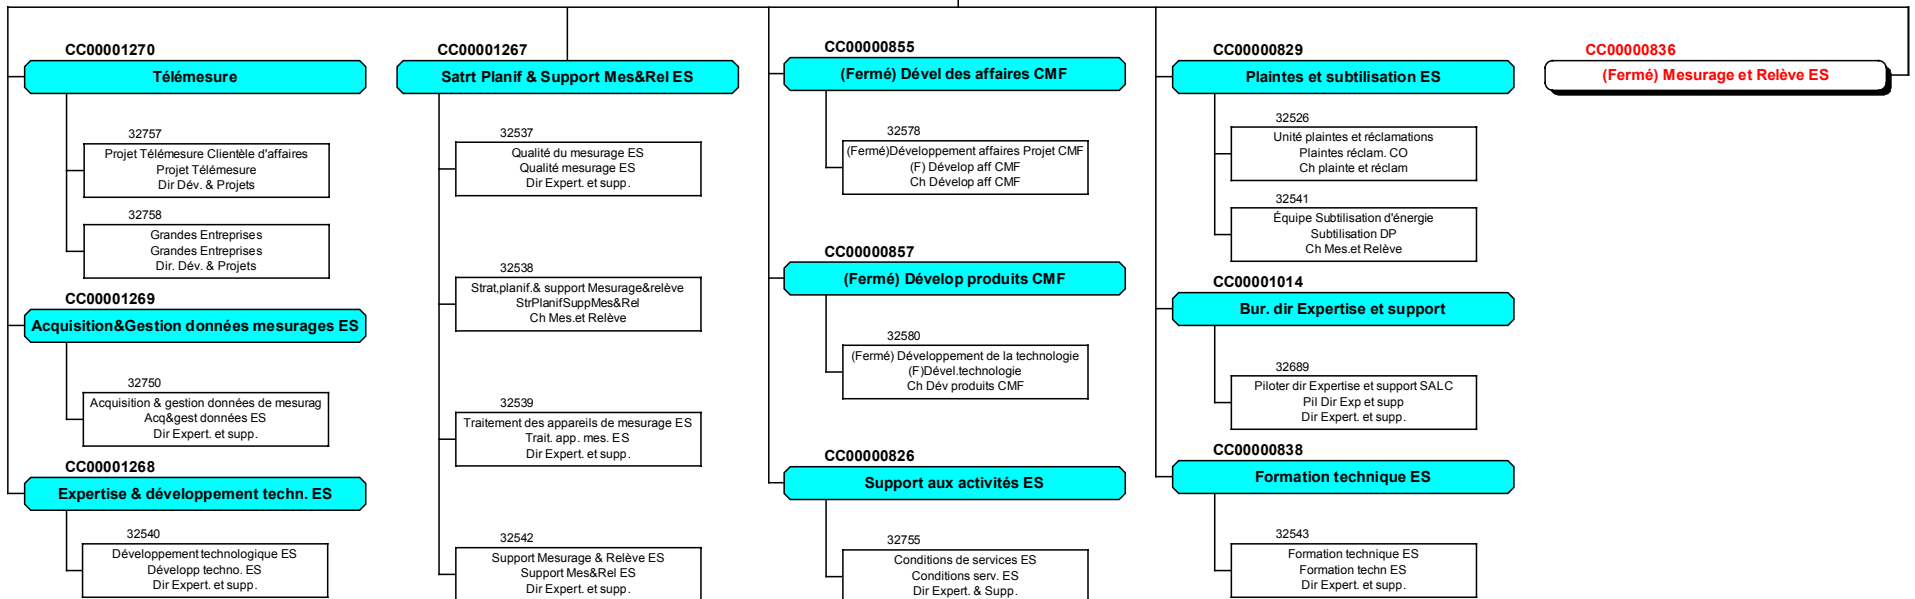 CC00001270
Télémesure
32757
Projet Télémesure Clientèle d'affaires
Projet Télémesure
Dir Dév. & Projets
32758
Grandes Entreprises
Grandes Entreprises
Dir. Dév. & Projets
CC00001269
Acquisition&Gestion données mesurages ES
32750
Acquisition & gestion données de mesurag
Acq&gest données ES
Dir Expert. et supp.
CC00001268
Expertise & développement techn. ES
32540
Développement technologique ES
Développ techno. ES
Dir Expert. et supp.
CC00001267
Satrt Planif & Support Mes&Rel ES
32537
Qualité du mesurage ES
Qualité mesurage ES
Dir Expert. et supp.
32538
Strat,planif.& support Mesurage&relève
StrPlanifSuppMes&Rel
Ch Mes.et Relève
32539
Traitement des appareils de mesurage ES
Trait. app. mes. ES
Dir Expert. et supp.
32542
Support Mesurage & Relève ES
Support Mes&Rel ES
Dir Expert. et supp.
CC00000855
(Fermé) Dével des affaires CMF
32578
(Fermé)Développement affaires Projet CMF
(F) Dévelop aff CMF
Ch Dévelop aff CMF
CC00000857
(Fermé) Dévelop produits CMF
32580
(Fermé) Développement de la technologie
(F)Dével.technologie
Ch Dév produits CMF
CC00000826
Support aux activités ES
32755
Conditions de services ES
Conditions serv. ES
Dir Expert. & Supp.
CC00000829
Plaintes et subtilisation ES
32526
Unité plaintes et réclamations
Plaintes réclam. CO
Ch plainte et réclam
32541
Équipe Subtilisation d'énergie
Subtilisation DP
Ch Mes.et Relève
CC00001014
Bur. dir Expertise et support
32689
Piloter dir Expertise et support SALC
Pil Dir Exp et supp
Dir Expert. et supp.
CC00000838
Formation technique ES
32543
Formation technique ES
Formation techn ES
Dir Expert. et supp.
CC00000836
(Fermé) Mesurage et Relève ES